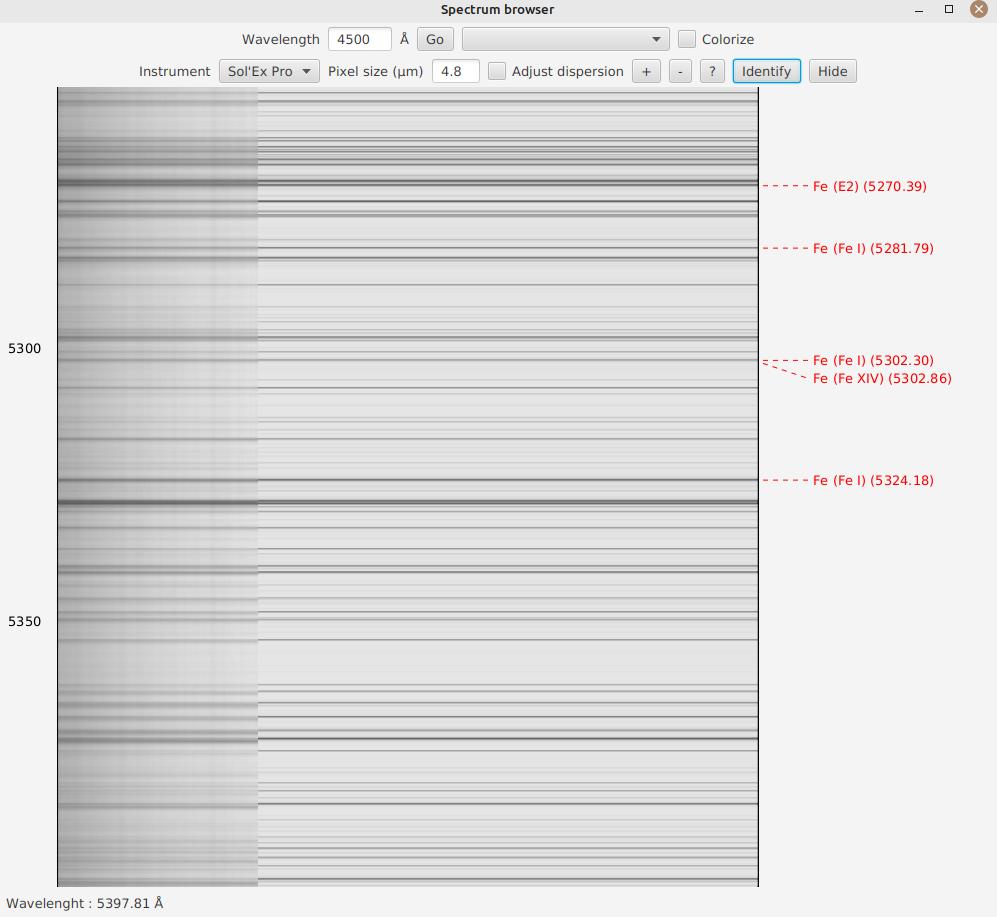 Spectrum browser
Wavelength 4500 Å Go Colorize
Instrument Sol'Ex Pro Pixel size (µm) 4.8 Adjust dispersion + - ? Identify Hide
Fe (E2) (5270.39)
Fe (Fe I) (5281.79)
5300
Fe (Fe I) (5302.30)
Fe (Fe XIV) (5302.86)
Fe (Fe I) (5324.18)
5350
Wavelenght : 5397.81 Å